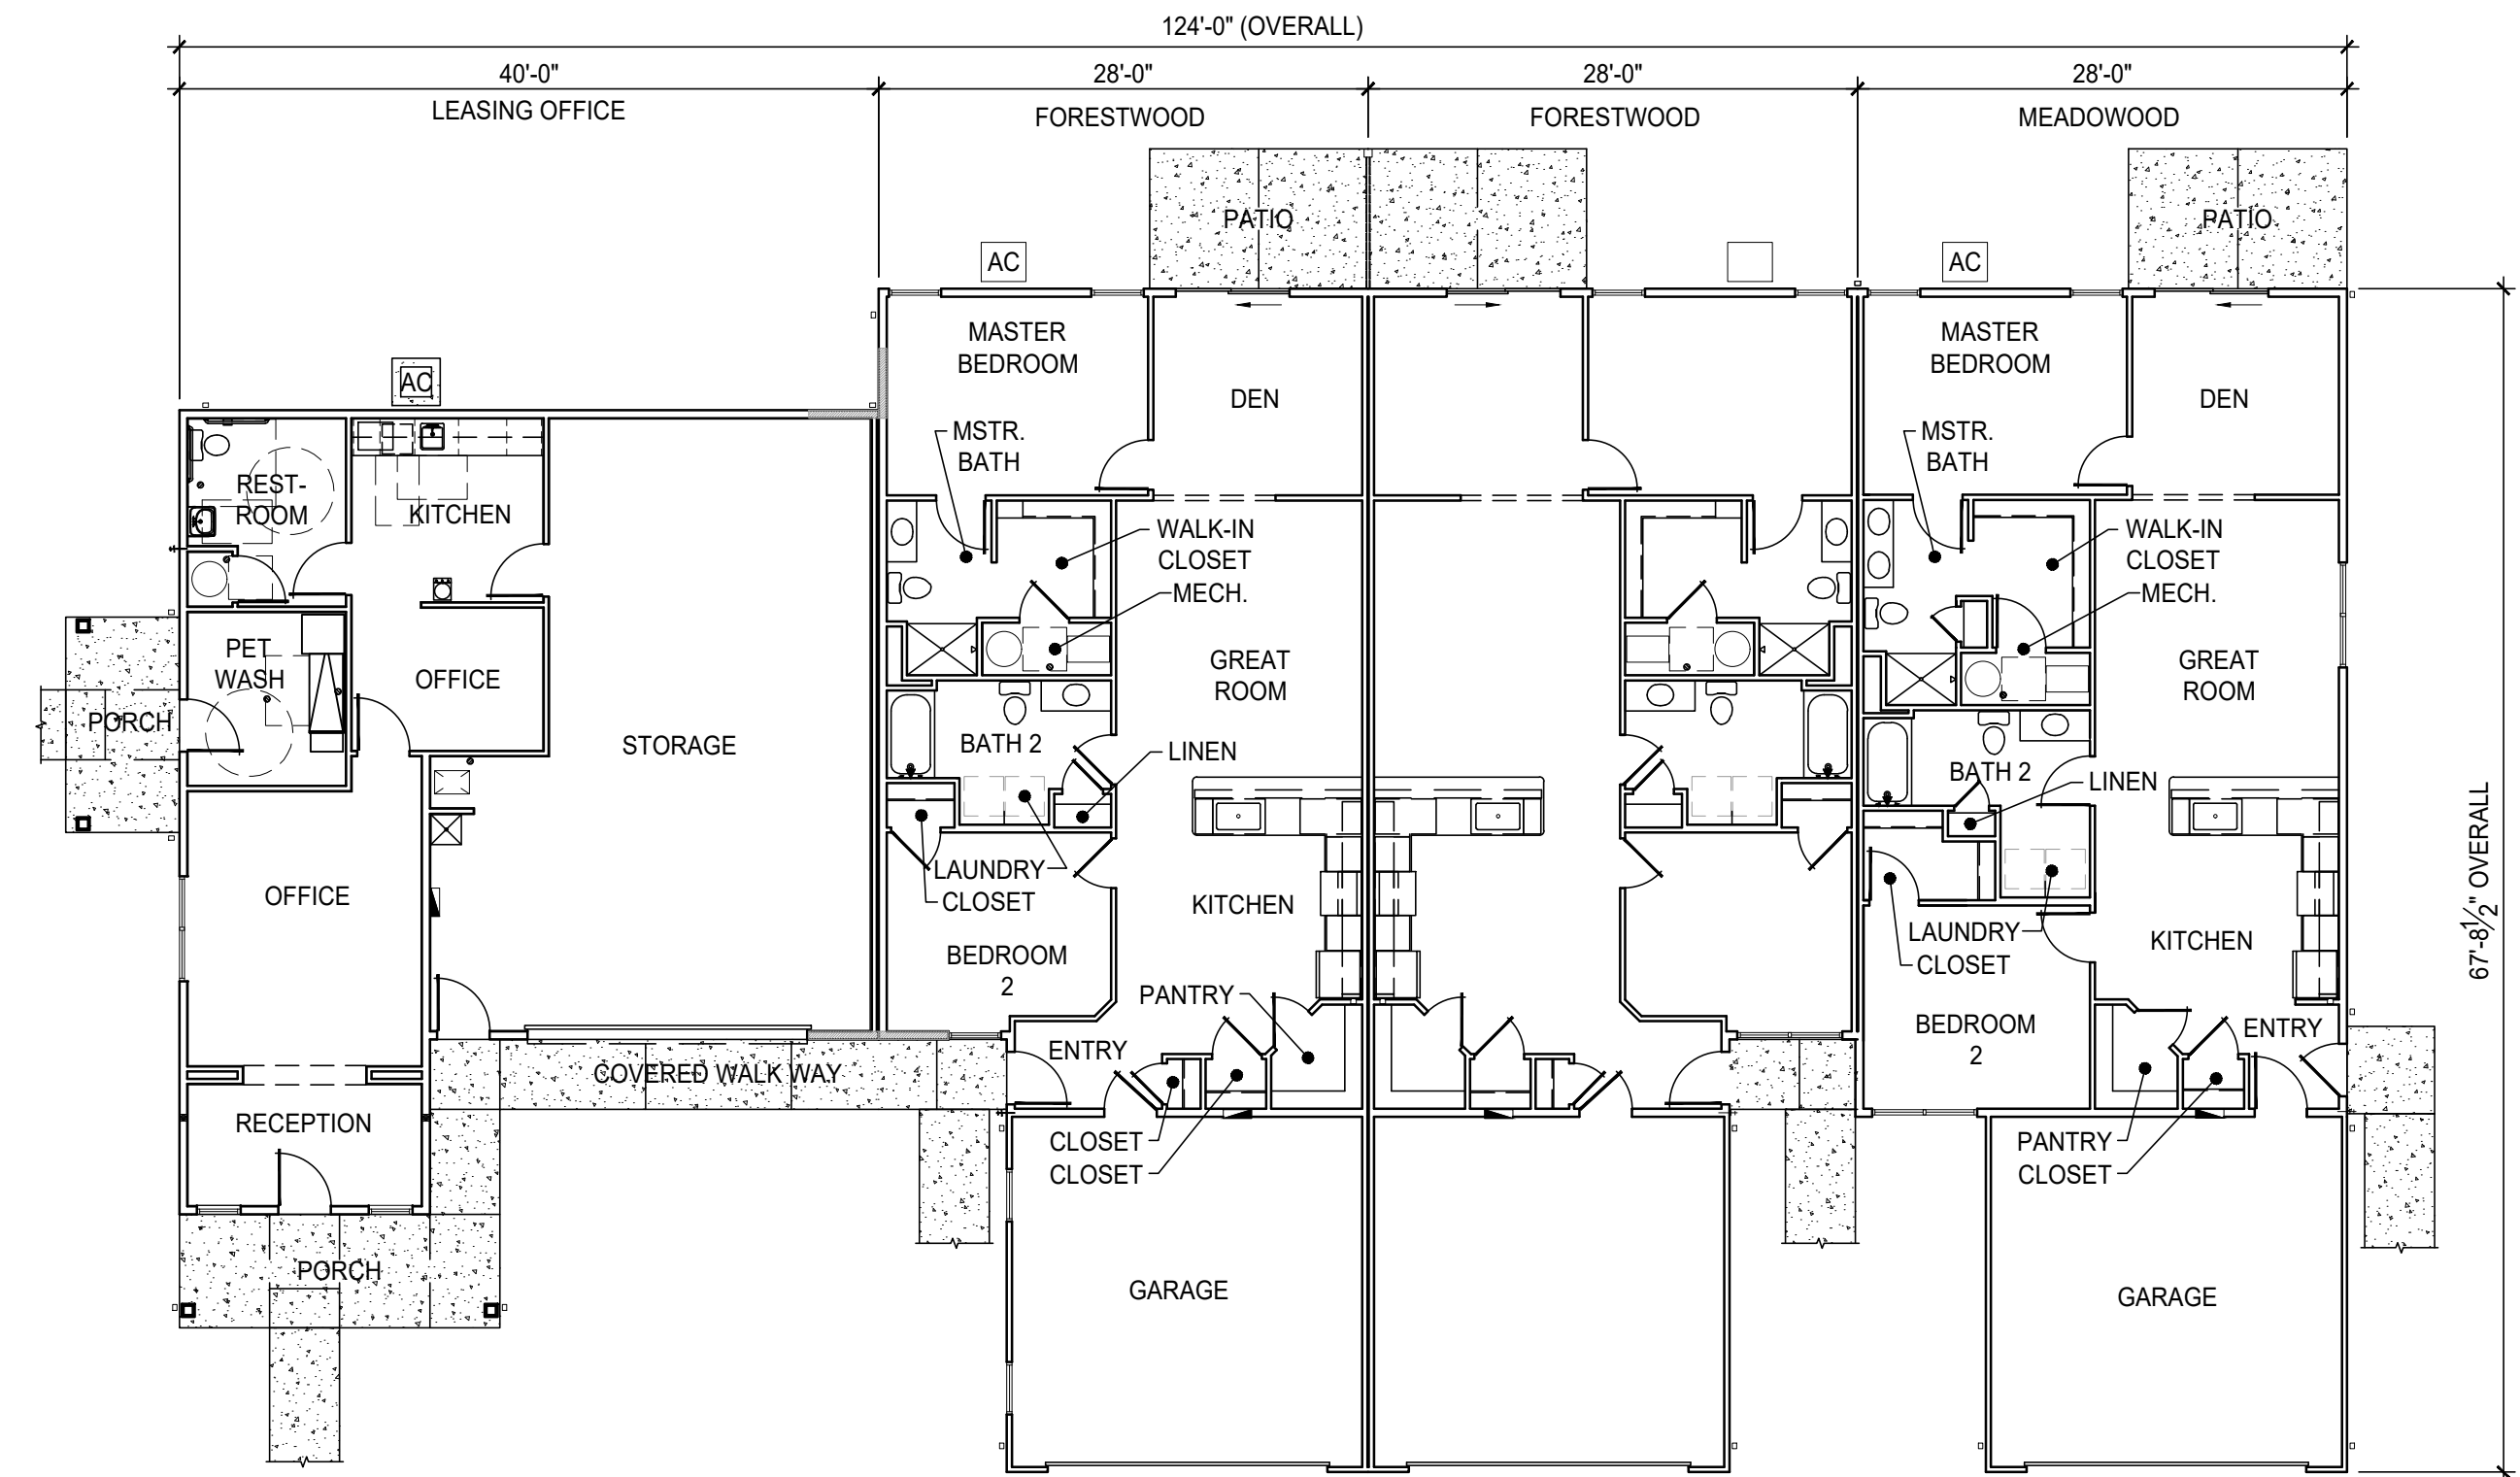 124'-0" (OVERALL)
40'-0"
28'-0"
28'-0"
28'-0"
LEASING OFFICE
FORESTWOOD
FORESTWOOD
MEADOWOOD
PATIO
PATIO
AC
AC
AC
MASTER
BEDROOM
DEN
MSTR.
BATH
MASTER
BEDROOM
DEN
MSTR.
BATH
REST-
ROOM
KITCHEN
WALK-IN
CLOSET
MECH.
WALK-IN
CLOSET
MECH.
PET
WASH
OFFICE
PORCH
STORAGE
GREAT
ROOM
BATH 2
LINEN
GREAT
ROOM
BATH 2
LINEN
LAUNDRY
CLOSET
KITCHEN
OFFICE
BEDROOM
2
PANTRY
LAUNDRY
CLOSET
KITCHEN
67'-8½" OVERALL
BEDROOM
2
ENTRY
ENTRY
COVERED WALK WAY
RECEPTION
CLOSET
CLOSET
PANTRY
CLOSET
PORCH
GARAGE
GARAGE